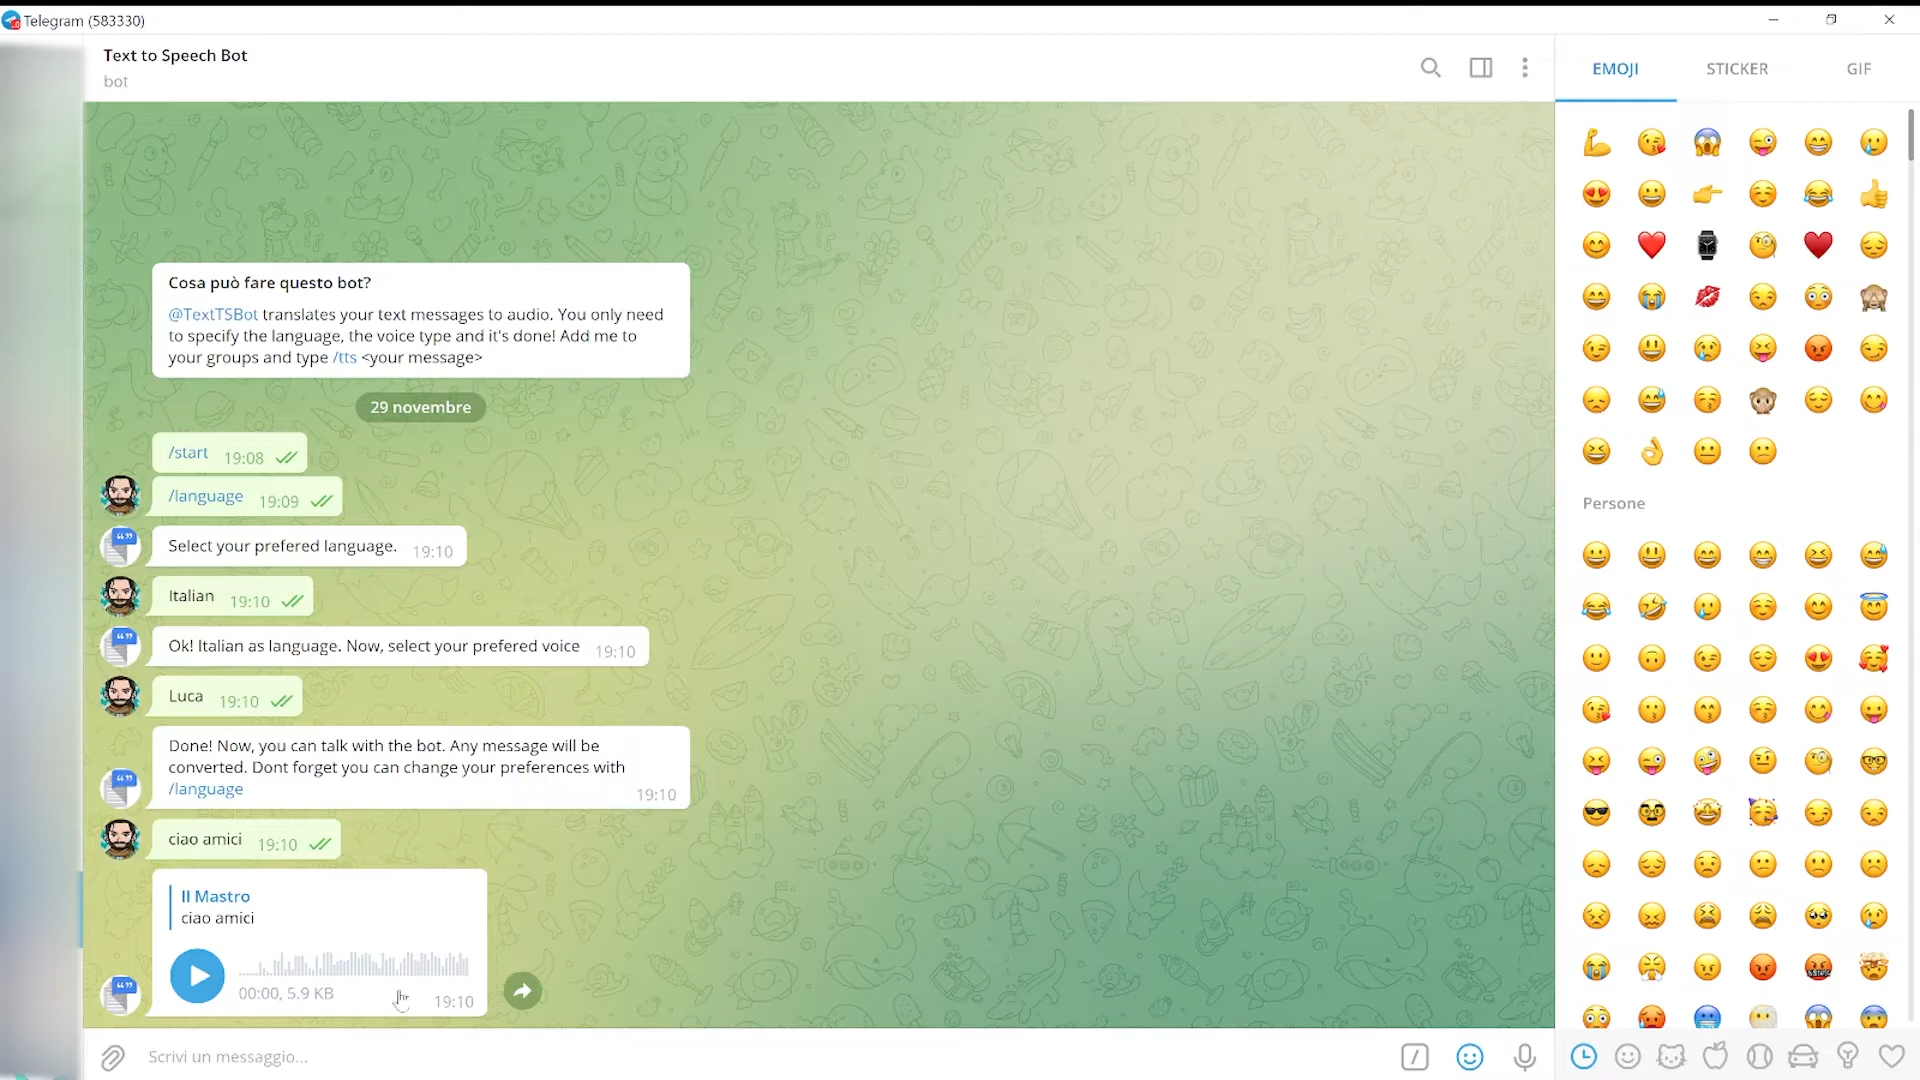 Telegram (583330)
Text to Speech Bot
bot
EMOJI
STICKER
GIF
Cosa può fare questo bot?
@TextTSBot translates your text messages to audio. You only need
to specify the language, the voice type and it's done! Add me to
your groups and type /tts <your message>
29 novembre
/start 19:08
/language 19:09
Select your prefered language. 19:10
Italian 19:10
Ok! Italian as language. Now, select your prefered voice 19:10
Luca 19:10
Done! Now, you can talk with the bot. Any message will be
converted. Dont forget you can change your preferences with
/language 19:10
ciao amici 19:10
Il Mastro
ciao amici
00:00, 5.9 KB 19:10
Scrivi un messaggio...
Persone